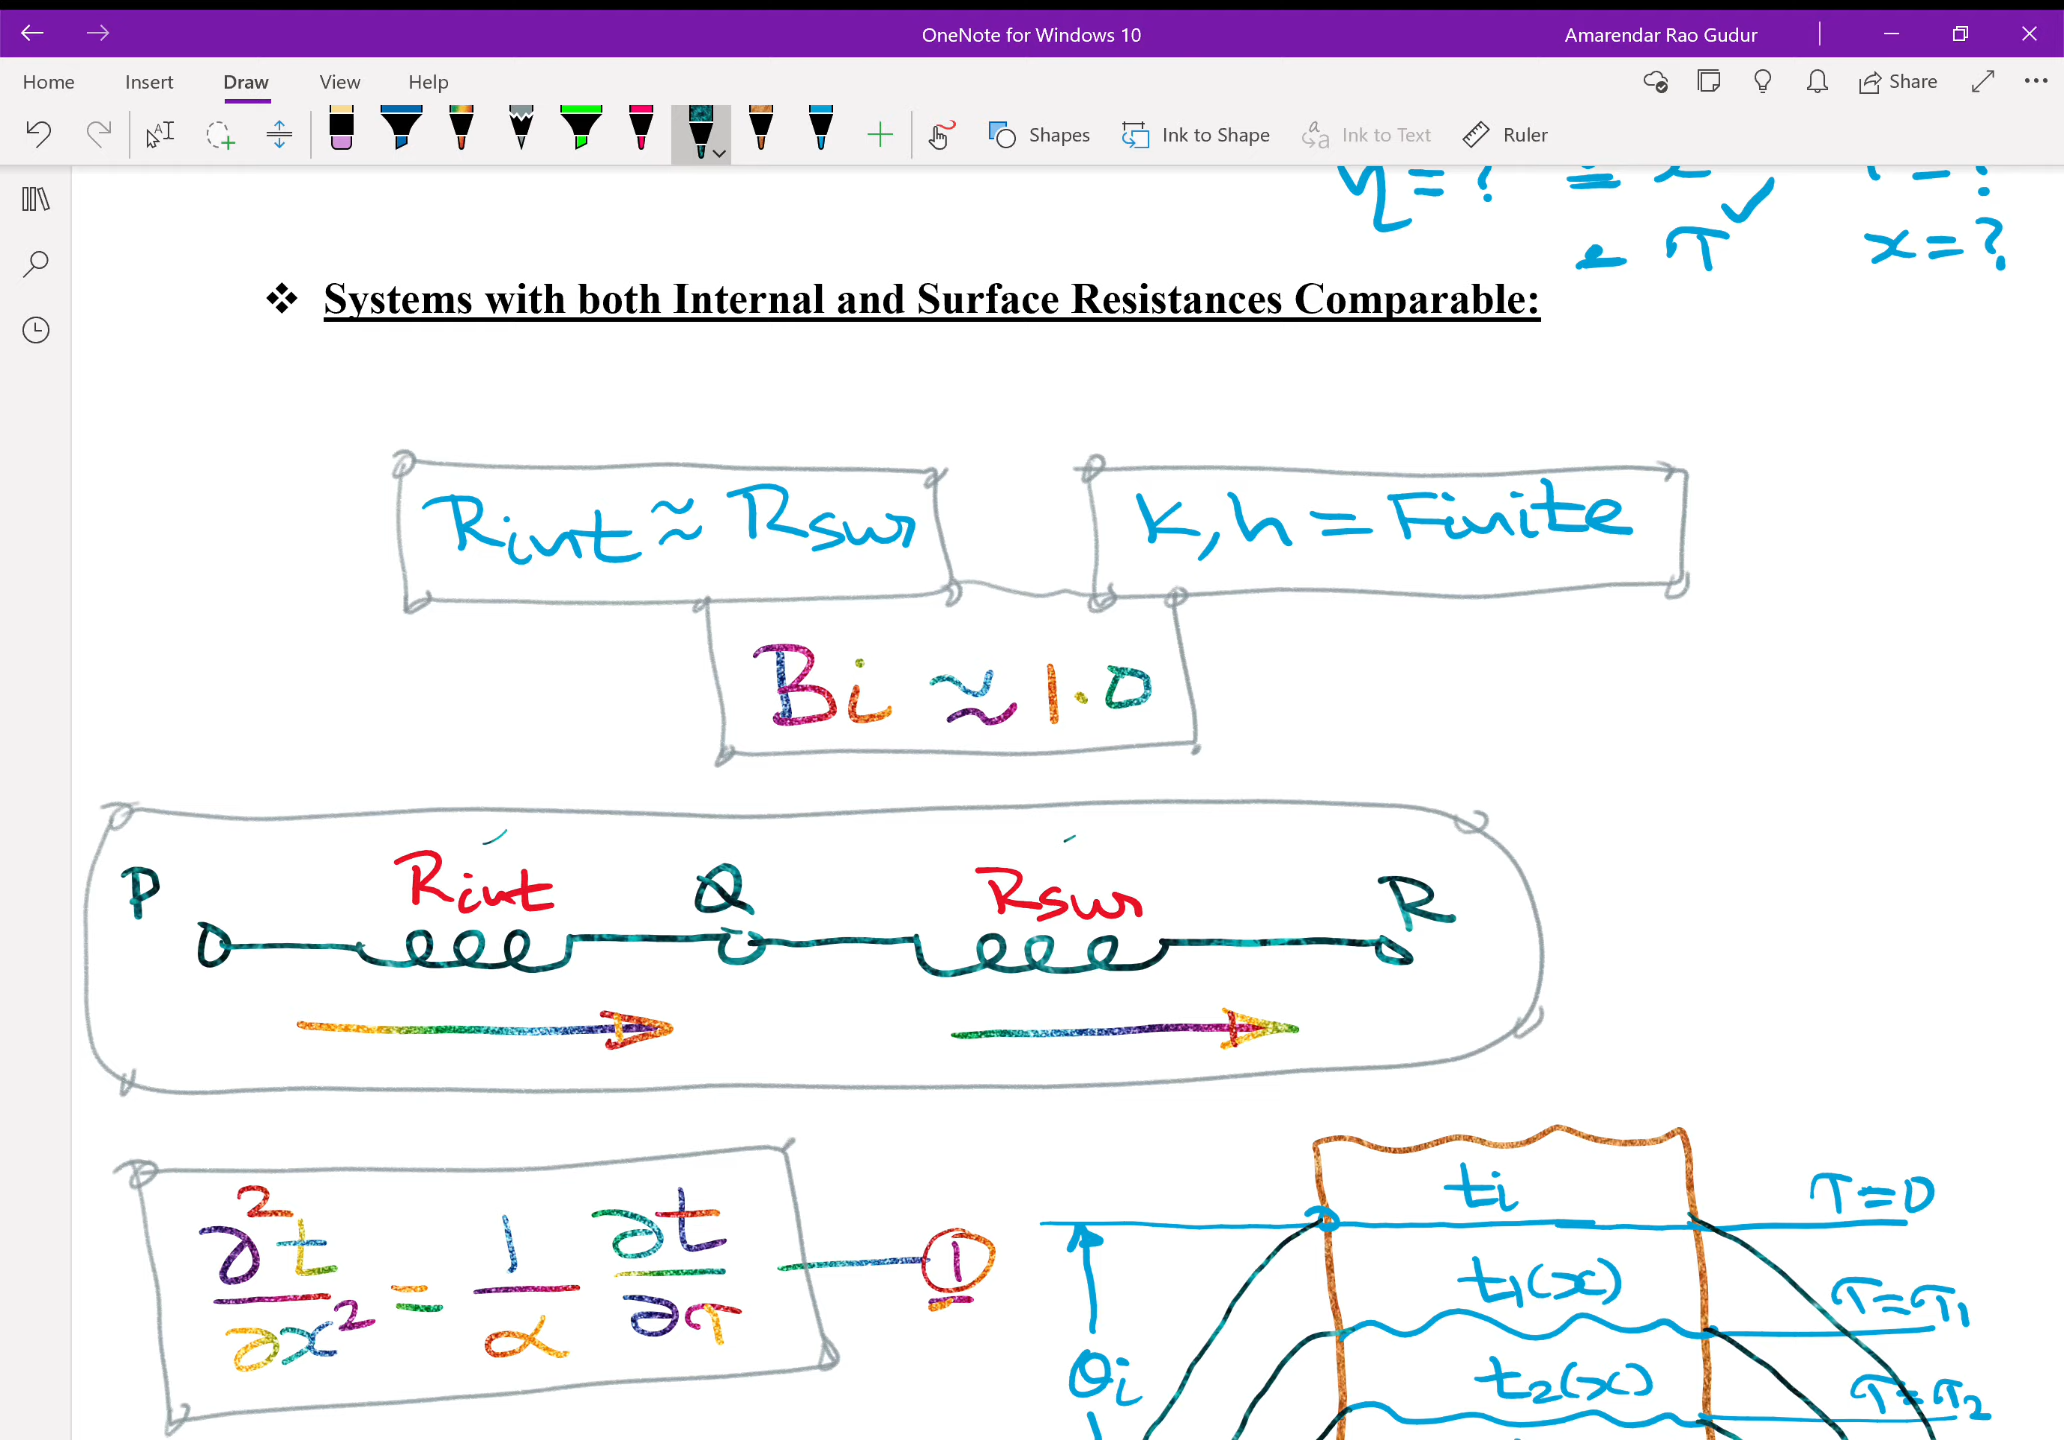 OneNote for Windows 10 Amarendar Rao Gudur
Home Insert Draw View Help Share
Shapes Ink to Shape Ink to Text Ruler
η = ? = τ = ?
τ x = ?
❖ Systems with both Internal and Surface Resistances Comparable:
Rint ≈ Rsur k, h = Finite
Bi ≈ 1.0
P Rint Q Rsur R
∂²t/∂x² = 1/α ∂t/∂τ — ①
ti τ=0
t1(x) τ=τ1
θi t2(x) τ=τ2